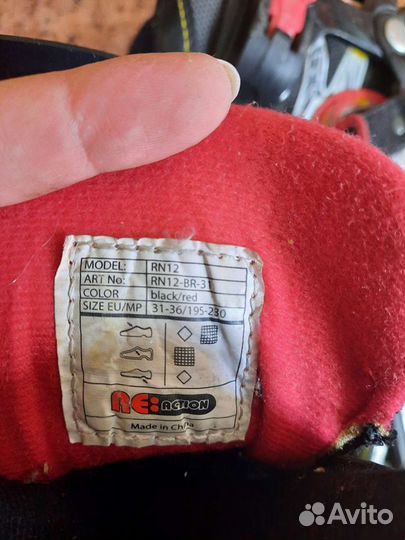 MODEL: RN12
ART No: RN12-BR-31
COLOR black/red
SIZE EU/MP 31-36/195-230
RE:ACTION
Made in China
Avito